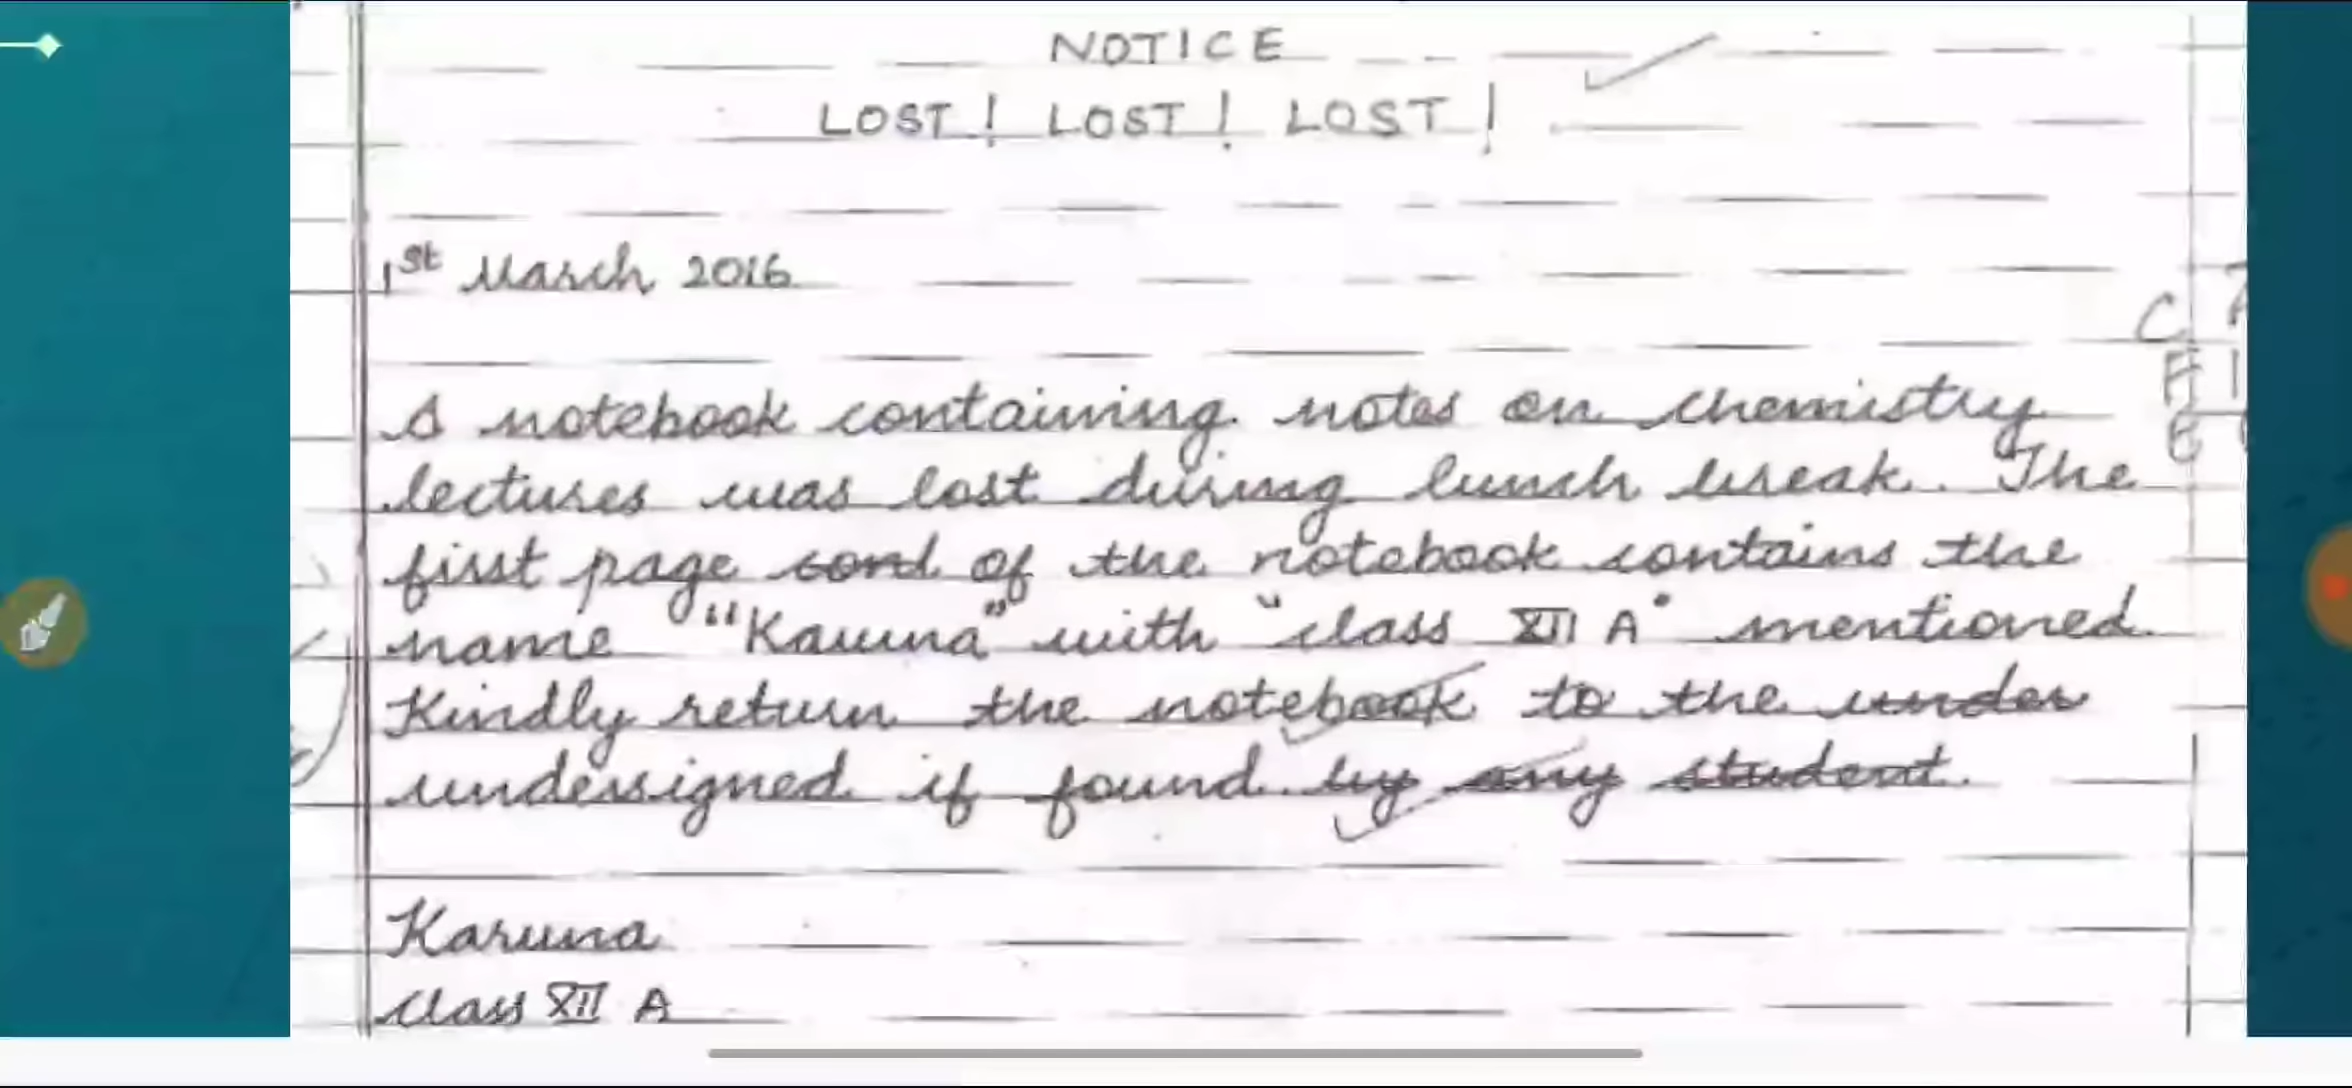 NOTICE
LOST! LOST! LOST!
1st March 2016
A notebook containing notes on chemistry
lectures was lost during lunch break. The
first page cond of the notebook contains the
name "Karuna" with "class XII A" mentioned.
Kindly return the notebook to the under
undersigned if found by any student.
Karuna
Class XII A
C
E 1
E